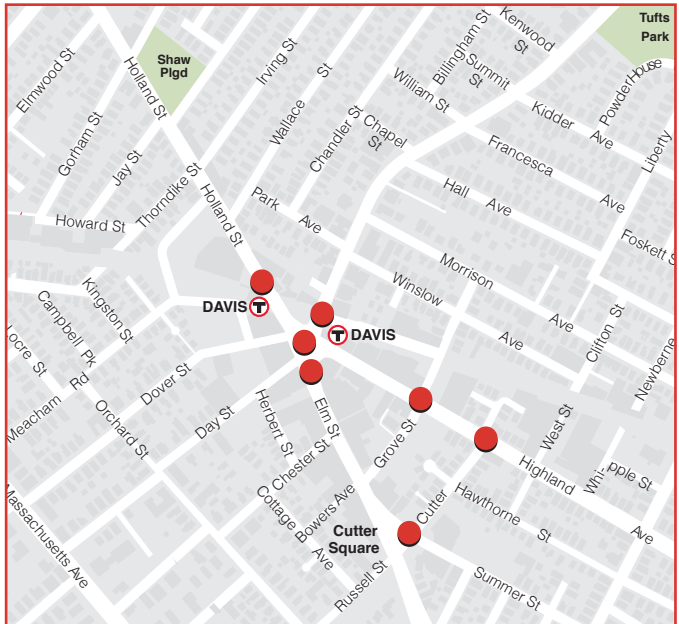 Tufts
Park
Kenwood
St
Billingham St
Summit
St
Irving St
Shaw
Plgd
Elmwood St
Holland St
Wallace
St
William St
Powder House
Kidder
Ave
Chandler St
Chapel
St
Francesca
Ave
Liberty
Gorham St
Jay St
Thorndike St
Holland St
Park
Ave
Hall
Ave
Howard St
Foskett St
Morrison
Ave
Winslow
Ave
Kingston St
Campbell Pk
DAVIS
T
T
DAVIS
Clifton St
Newberne
Locre St
Meacham Rd
Dover St
Orchard St
Day St
Herbert St
Elm St
Grove St
West St
Highland
Ave
Whi-
pple St
Chester St
Cottage
Ave
Bowers Ave
Cutter
Hawthorne
St
Massachusetts Ave
Cutter
Square
Russell St
Summer St